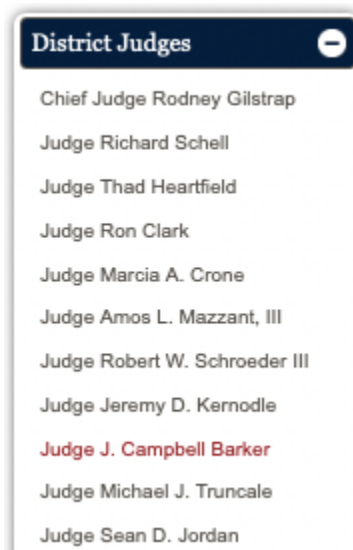 District Judges
Chief Judge Rodney Gilstrap
Judge Richard Schell
Judge Thad Heartfield
Judge Ron Clark
Judge Marcia A. Crone
Judge Amos L. Mazzant, III
Judge Robert W. Schroeder III
Judge Jeremy D. Kernodle
Judge J. Campbell Barker
Judge Michael J. Truncale
Judge Sean D. Jordan